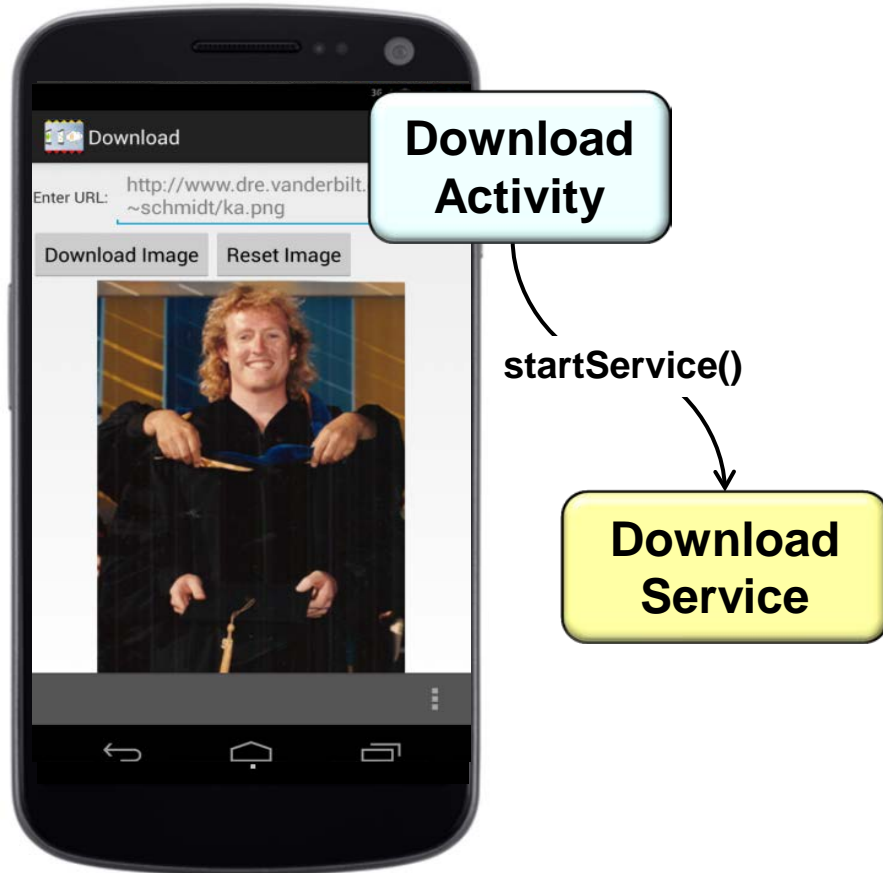 Download
Enter URL:
http://www.dre.vanderbilt.
~schmidt/ka.png
Download Image
Reset Image
Download
Activity
startService()
Download
Service